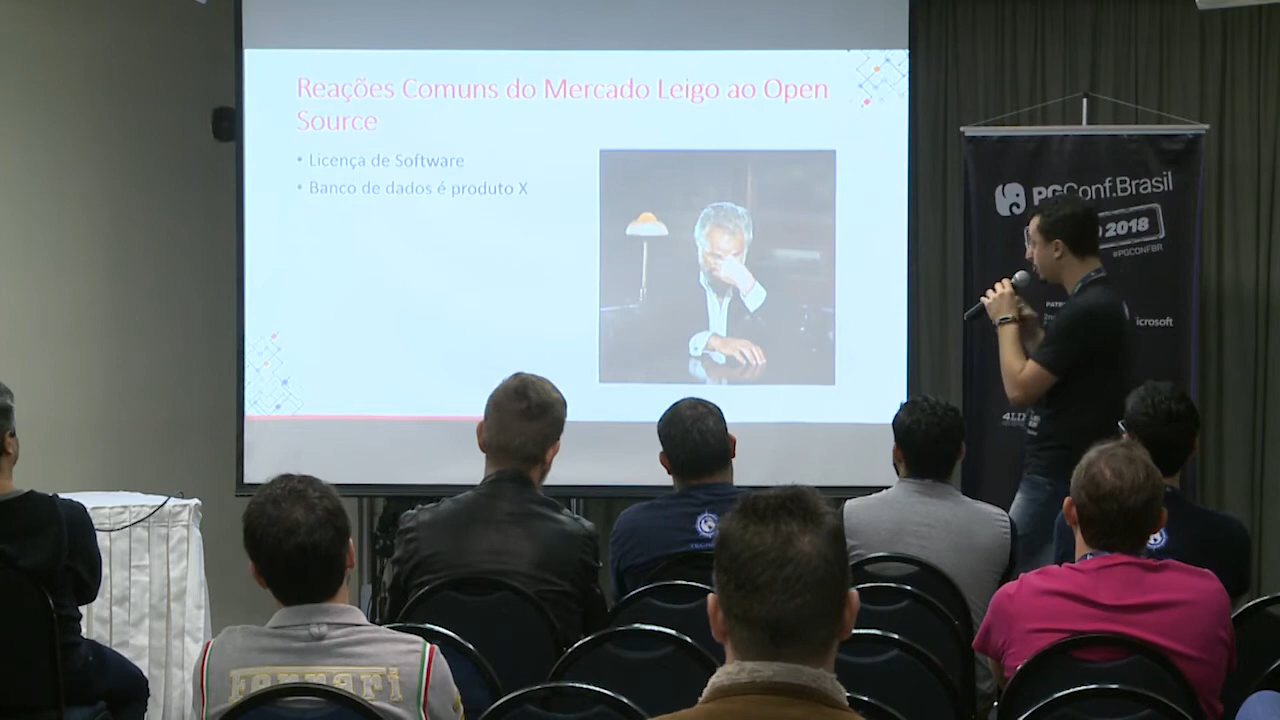 Reações Comuns do Mercado Leigo ao Open
Source
• Licença de Software
• Banco de dados é produto X
PGConf.Brasil
2018
#PGCONFBR
icrosoft
Ferrari